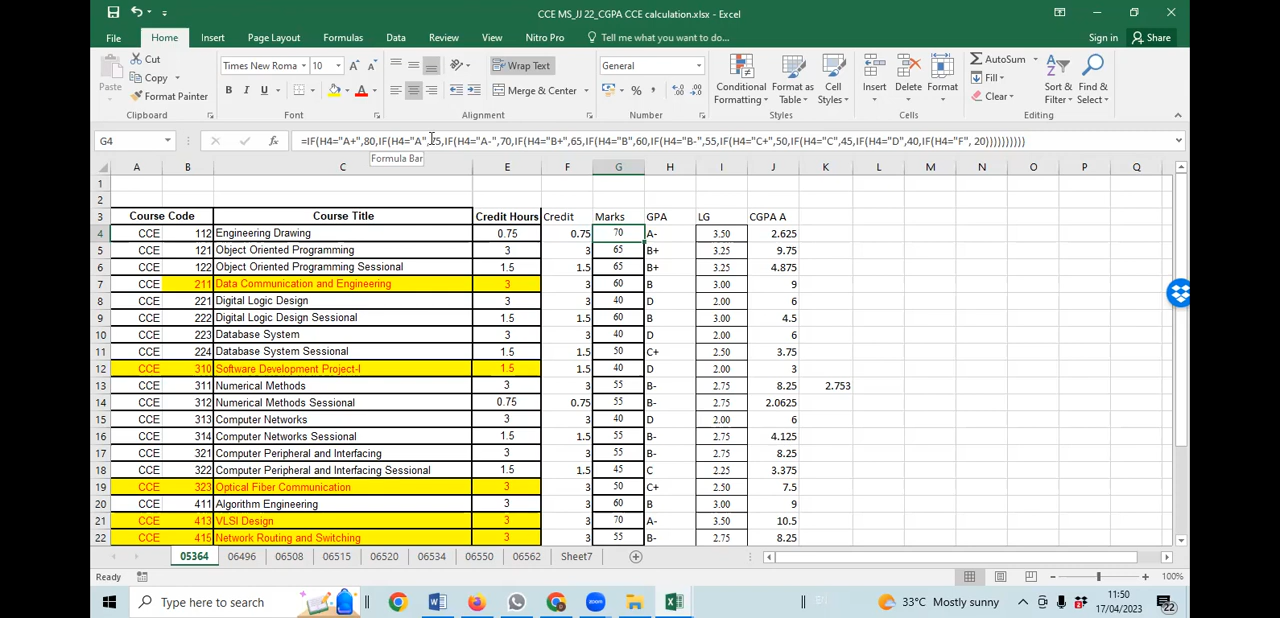 CCE MS_JJ 22_CGPA CCE calculation.xlsx - Excel
File Home Insert Page Layout Formulas Data Review View Nitro Pro Tell me what you want to do... Sign in Share
Paste
Cut
Copy
Format Painter
Clipboard
Times New Roma 10
B I U
Font
Wrap Text
Merge & Center
Alignment
General
Number
Conditional Formatting
Format as Table
Cell Styles
Styles
Insert Delete Format
Cells
AutoSum
Fill
Clear
Sort & Filter
Find & Select
Editing
G4 fx =IF(H4="A+",80,IF(H4="A",75,IF(H4="A-",70,IF(H4="B+",65,IF(H4="B",60,IF(H4="B-",55,IF(H4="C+",50,IF(H4="C",45,IF(H4="D",40,IF(H4="F", 20))))))))))
Formula Bar
A B C E F G H I J K L M N O P Q
1
2
3 Course Code Course Title Credit Hours Credit Marks GPA LG CGPA A
4 CCE 112 Engineering Drawing 0.75 0.75 70 A- 3.50 2.625
5 CCE 121 Object Oriented Programming 3 3 65 B+ 3.25 9.75
6 CCE 122 Object Oriented Programming Sessional 1.5 1.5 65 B+ 3.25 4.875
7 CCE 211 Data Communication and Engineering 3 3 60 B 3.00 9
8 CCE 221 Digital Logic Design 3 3 40 D 2.00 6
9 CCE 222 Digital Logic Design Sessional 1.5 1.5 60 B 3.00 4.5
10 CCE 223 Database System 3 3 40 D 2.00 6
11 CCE 224 Database System Sessional 1.5 1.5 50 C+ 2.50 3.75
12 CCE 310 Software Development Project-I 1.5 1.5 40 D 2.00 3
13 CCE 311 Numerical Methods 3 3 55 B- 2.75 8.25 2.753
14 CCE 312 Numerical Methods Sessional 0.75 0.75 55 B- 2.75 2.0625
15 CCE 313 Computer Networks 3 3 40 D 2.00 6
16 CCE 314 Computer Networks Sessional 1.5 1.5 55 B- 2.75 4.125
17 CCE 321 Computer Peripheral and Interfacing 3 3 55 B- 2.75 8.25
18 CCE 322 Computer Peripheral and Interfacing Sessional 1.5 1.5 45 C 2.25 3.375
19 CCE 323 Optical Fiber Communication 3 3 50 C+ 2.50 7.5
20 CCE 411 Algorithm Engineering 3 3 60 B 3.00 9
21 CCE 413 VLSI Design 3 3 70 A- 3.50 10.5
22 CCE 415 Network Routing and Switching 3 3 55 B- 2.75 8.25
05364 06496 06508 06515 06520 06534 06550 06562 Sheet7
Ready 100%
Type here to search 33°C Mostly sunny 11:50
17/04/2023 22